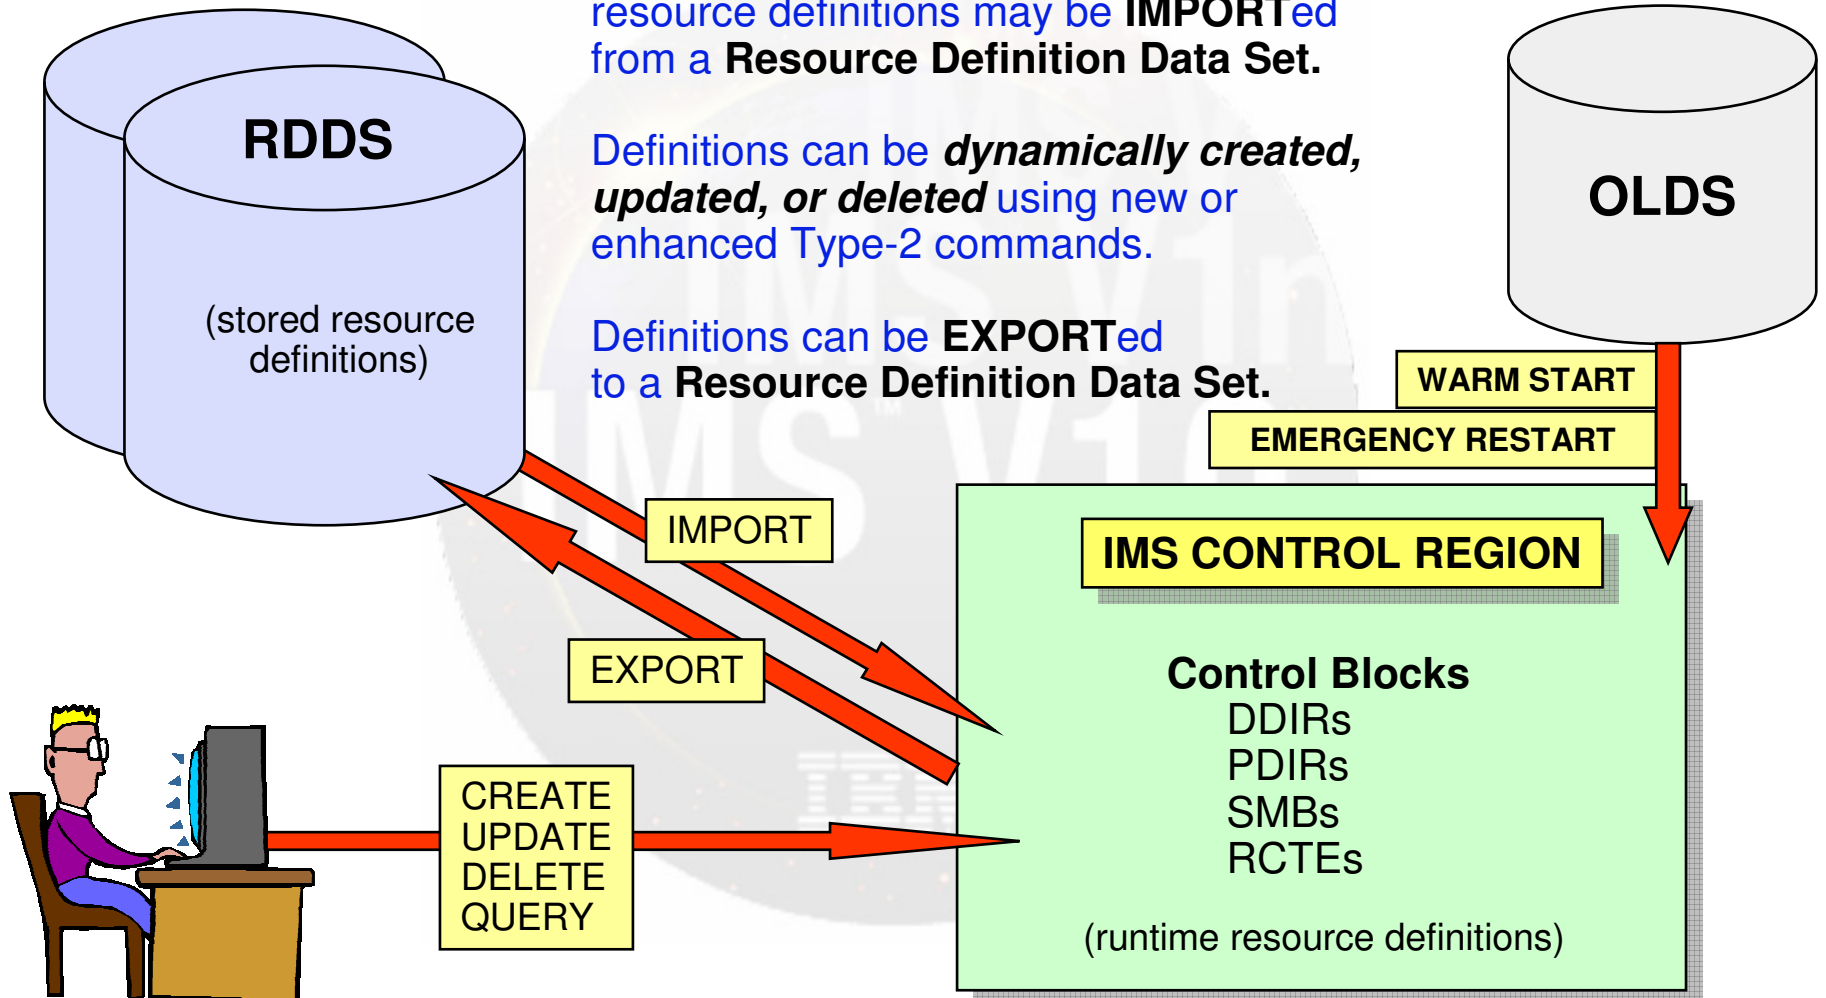 resource definitions may be IMPORTed
from a Resource Definition Data Set.
Definitions can be dynamically created,
updated, or deleted using new or
enhanced Type-2 commands.
Definitions can be EXPORTed
to a Resource Definition Data Set.
RDDS
(stored resource
definitions)
OLDS
WARM START
EMERGENCY RESTART
IMPORT
EXPORT
IMS CONTROL REGION
Control Blocks
DDIRs
PDIRs
SMBs
RCTEs
(runtime resource definitions)
CREATE
UPDATE
DELETE
QUERY